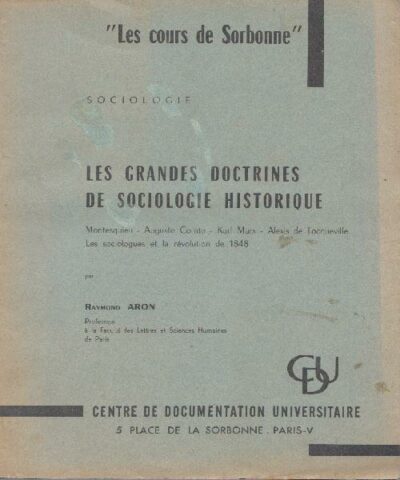 "Les cours de Sorbonne"
SOCIOLOGIE
LES GRANDES DOCTRINES
DE SOCIOLOGIE HISTORIQUE
Montesquieu - Auguste Comte - Karl Marx - Alexis de Tocqueville
Les sociologues et la révolution de 1848
par
RAYMOND ARON
Professeur
à la Faculté des Lettres et Sciences Humaines
de Paris
CDU
CENTRE DE DOCUMENTATION UNIVERSITAIRE
5 PLACE DE LA SORBONNE. PARIS-V